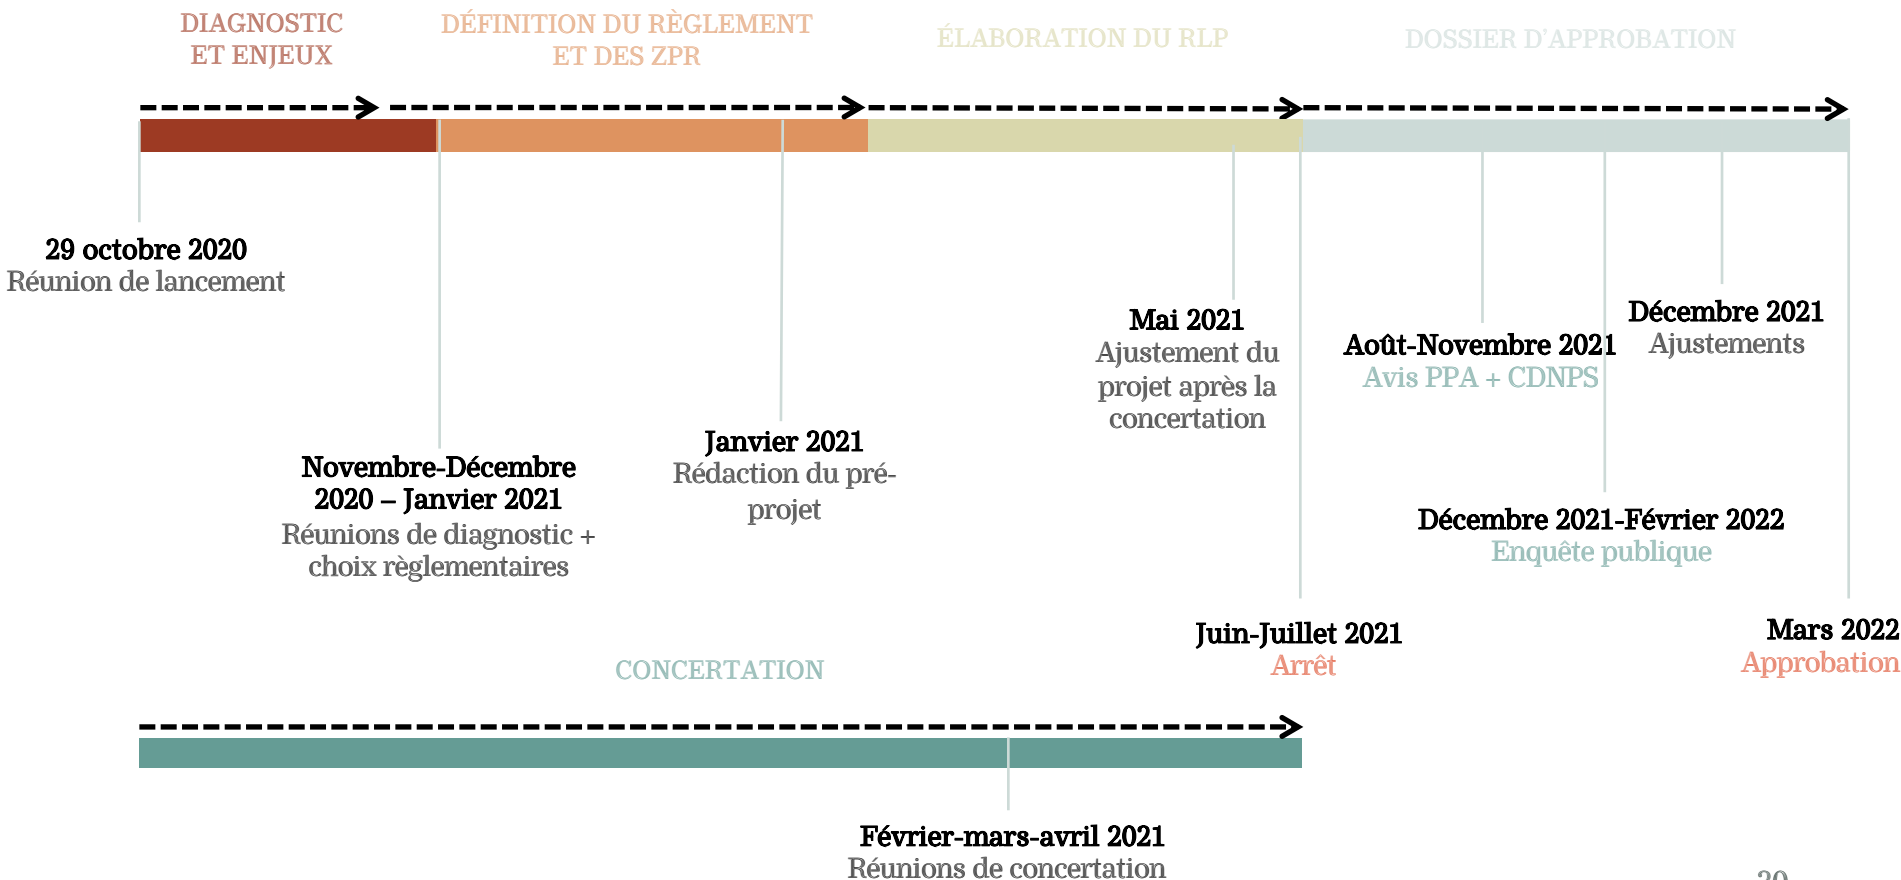 DIAGNOSTIC
ET ENJEUX
DÉFINITION DU RÈGLEMENT
ET DES ZPR
ÉLABORATION DU RLP
DOSSIER D'APPROBATION
29 octobre 2020
Réunion de lancement
Novembre-Décembre
2020 – Janvier 2021
Réunions de diagnostic +
choix règlementaires
Janvier 2021
Rédaction du pré-
projet
Mai 2021
Ajustement du
projet après la
concertation
Août-Novembre 2021
Avis PPA + CDNPS
Décembre 2021
Ajustements
Décembre 2021-Février 2022
Enquête publique
Juin-Juillet 2021
Arrêt
Mars 2022
Approbation
CONCERTATION
Février-mars-avril 2021
Réunions de concertation